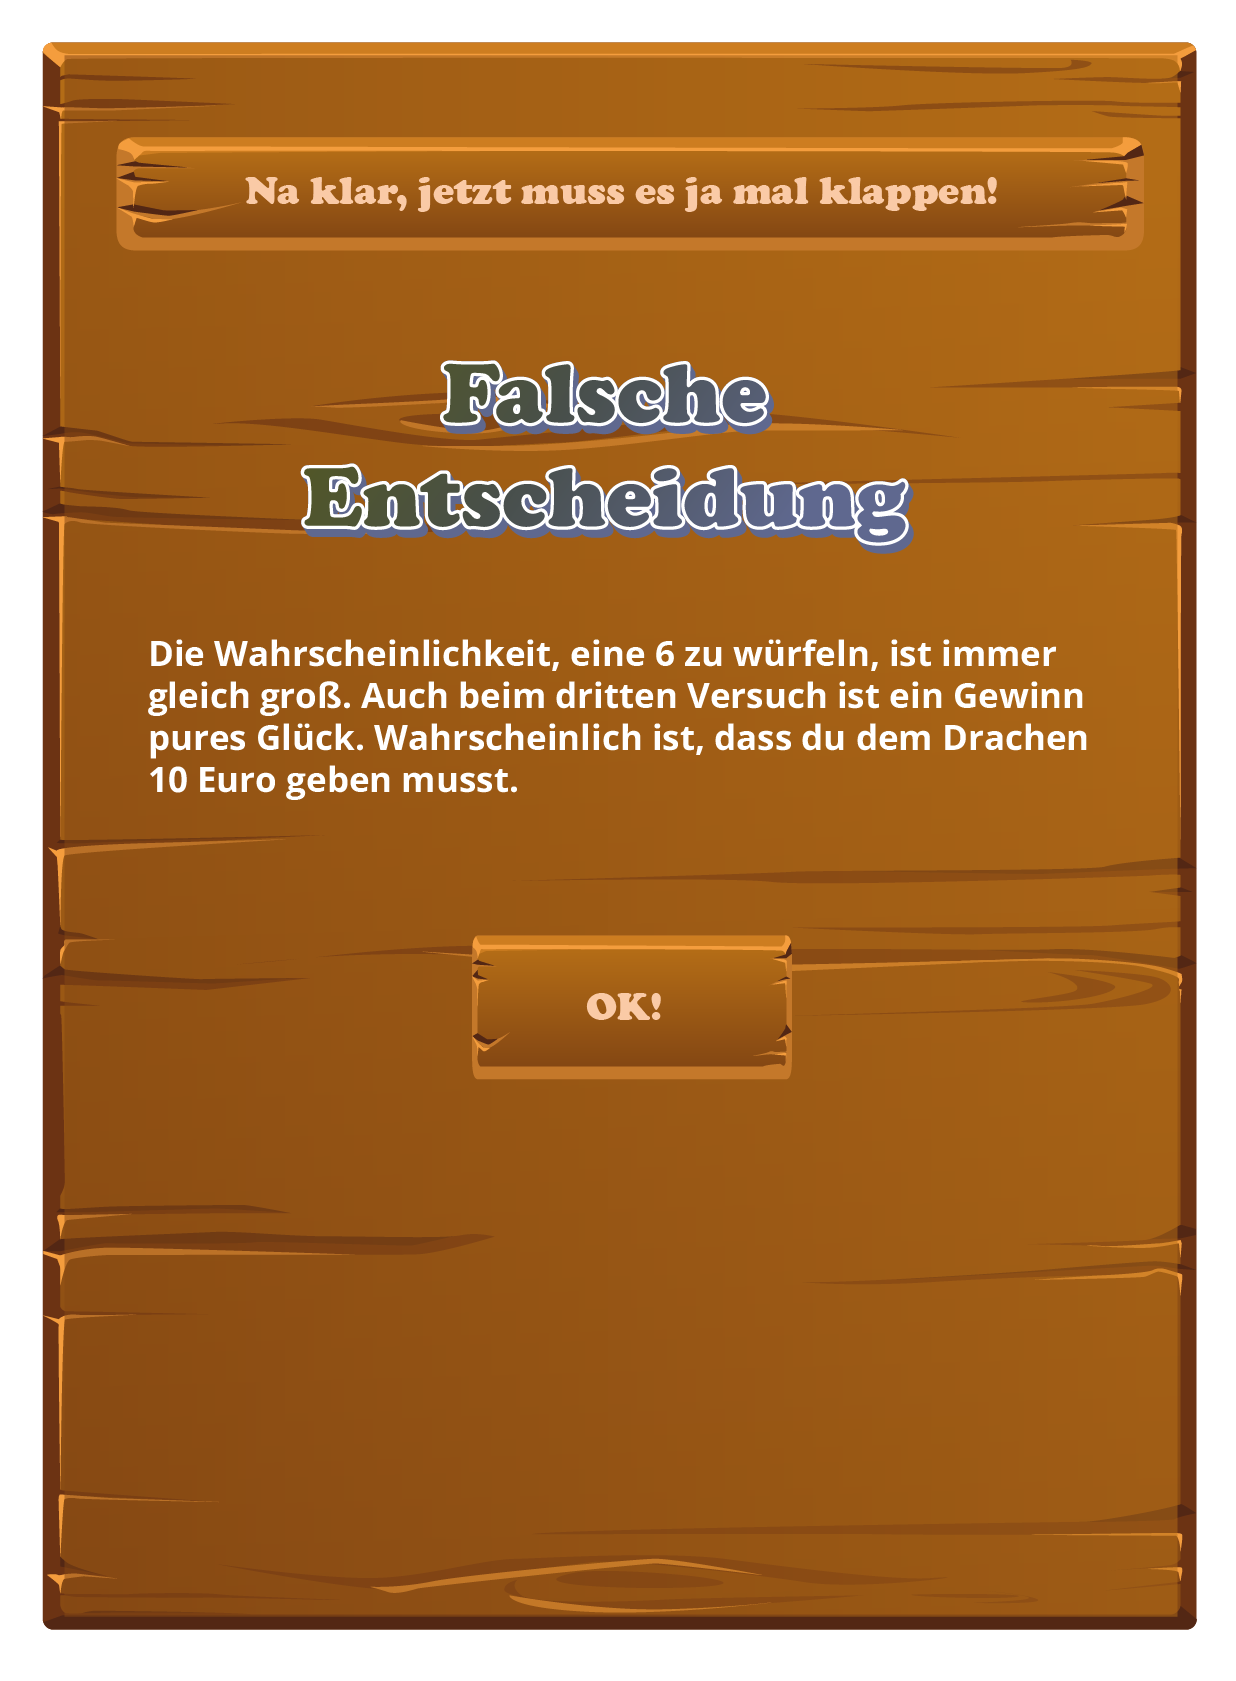 Na klar, jetzt muss es ja mal klappen!
Falsche
Entscheidung
Die Wahrscheinlichkeit, eine 6 zu würfeln, ist immer
gleich groß. Auch beim dritten Versuch ist ein Gewinn
pures Glück. Wahrscheinlich ist, dass du dem Drachen
10 Euro geben musst.
OK!